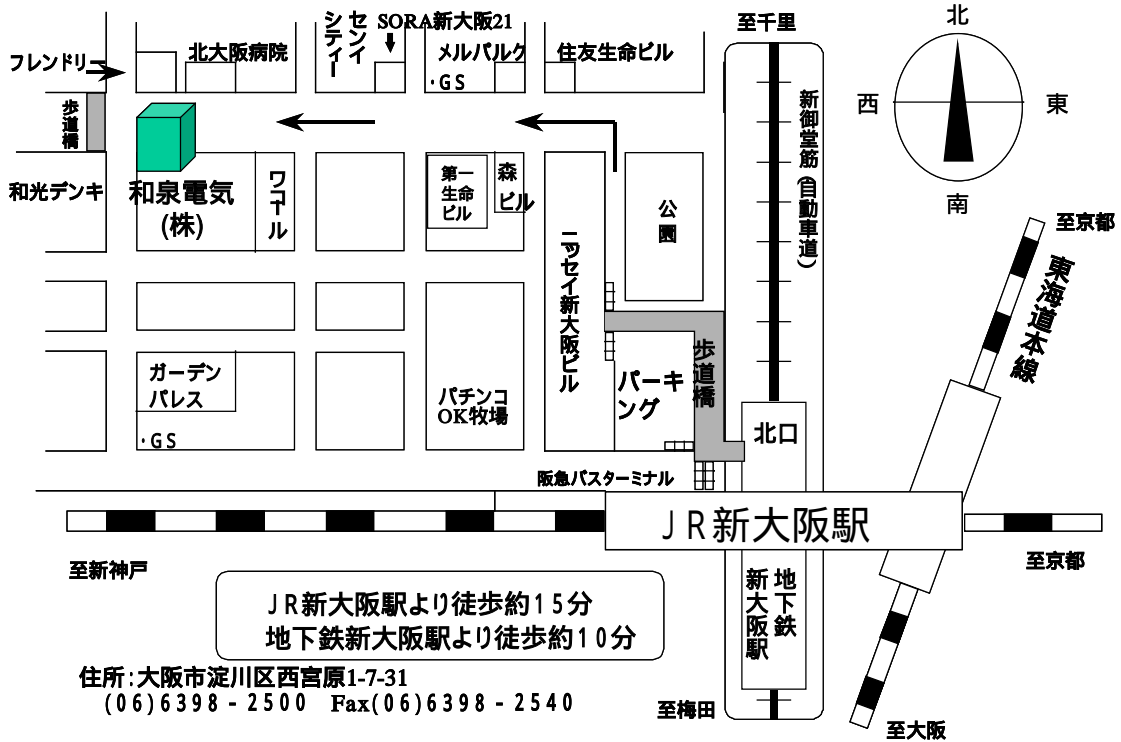 至千里
北
西
東
南
フレンドリー
北大阪病院
センイ
シティー
SORA新大阪21
メルパルク
・GS
住友生命ビル
歩道橋
新御堂筋(自動車道)
和光デンキ
和泉電気
(株)
ワコール
第一
生命
ビル
森
ビル
公園
ニッセイ新大阪ビル
至京都
東海道本線
ガーデン
パレス
・GS
パチンコ
OK牧場
パーキ
ング
歩道橋
北口
阪急バスターミナル
JR新大阪駅
至新神戸
至京都
地下鉄
新大阪駅
JR新大阪駅より徒歩約15分
地下鉄新大阪駅より徒歩約10分
住所:大阪市淀川区西宮原1-7-31
(06)6398-2500 Fax(06)6398-2540
至梅田
至大阪